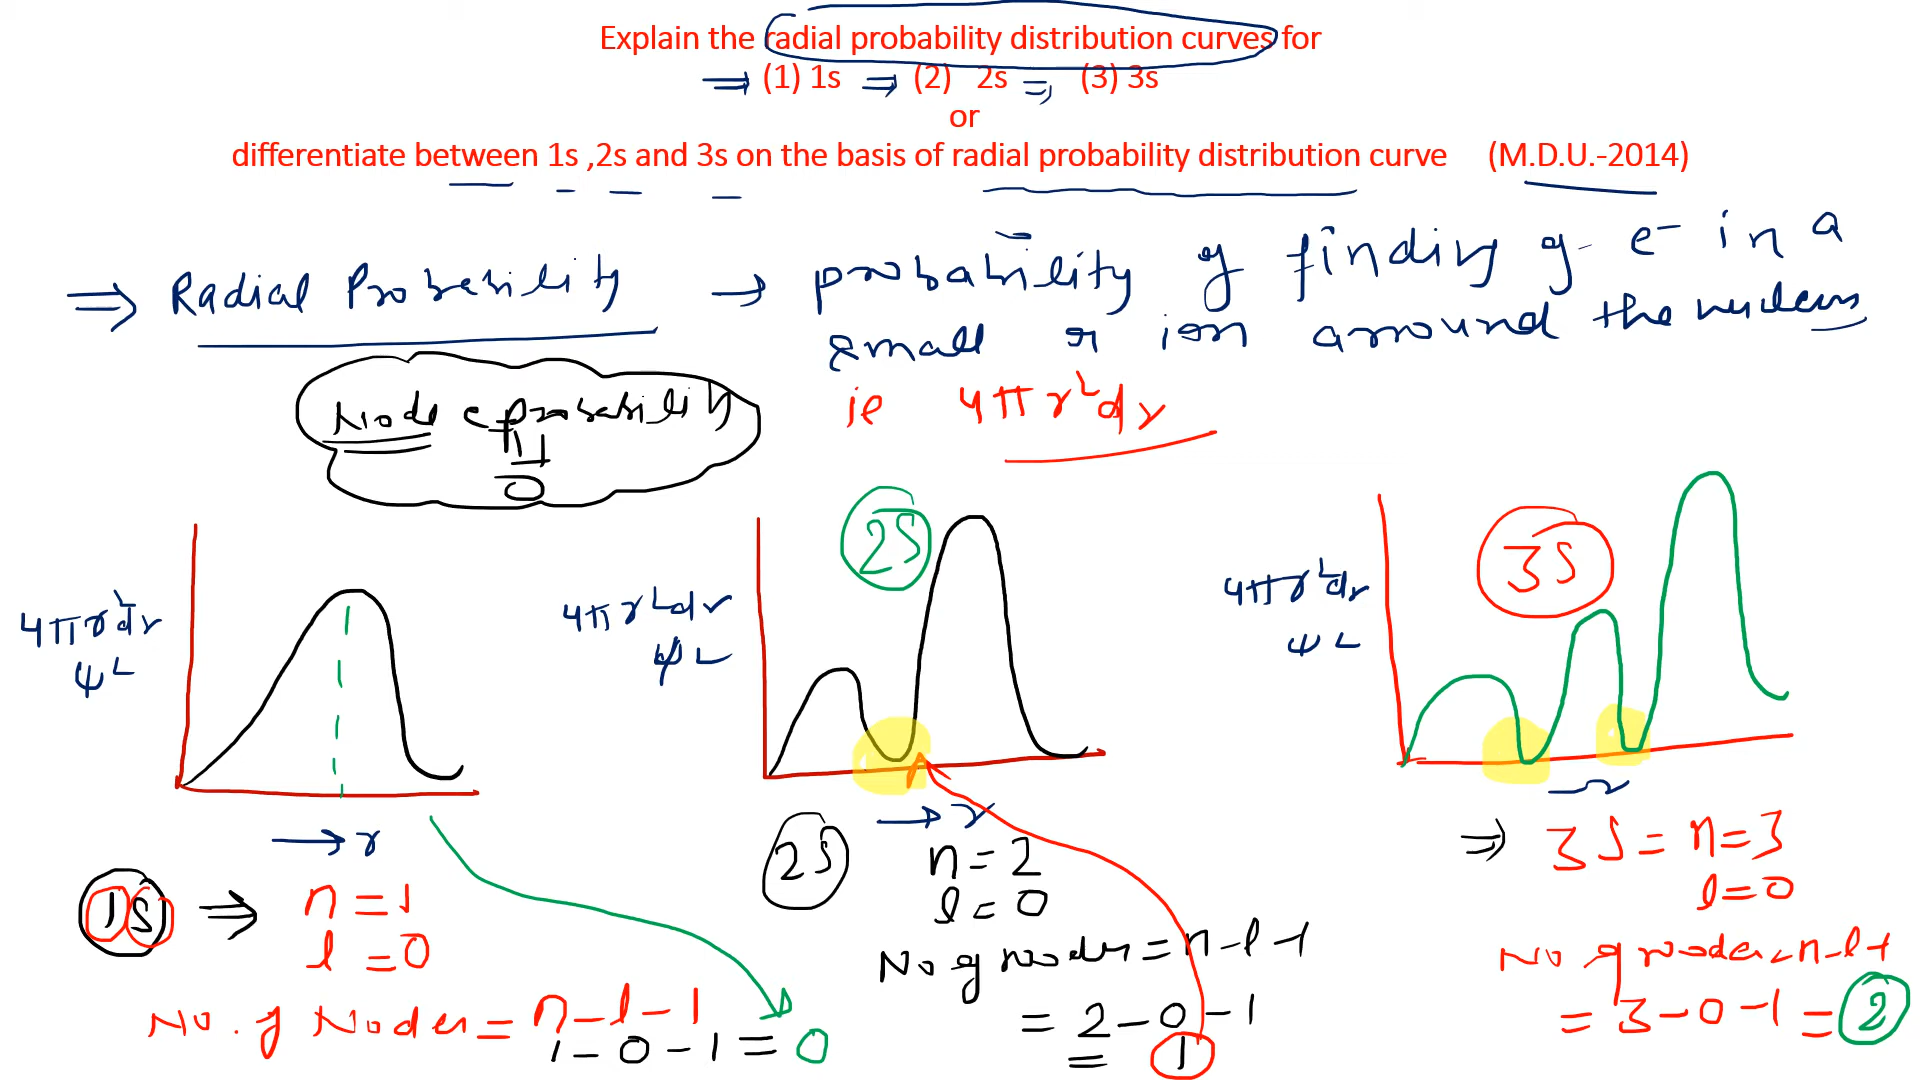 Explain the radial probability distribution curves for
⇒ (1) 1s ⇒ (2) 2s ⇒ (3) 3s
or
differentiate between 1s ,2s and 3s on the basis of radial probability distribution curve (M.D.U.-2014)
⇒ Radial Probability → probability of finding of e⁻ in a
small r ion arround the nucleus
ie 4πr²dr
Node e⁻ probability
= 0
4πr²dr
ψ²
→ r
2S
4πr²dr
ψ²
→ r
3S
4πr²dr
ψ²
1S ⇒ n=1
l=0
No. of Nodes = n-l-1
1-0-1 = 0
2S
n=2
l=0
No of nodes = n-l-1
= 2-0-1
= 1
⇒ 3S = n=3
l=0
No of nodes = n-l-1
= 3-0-1 = 2